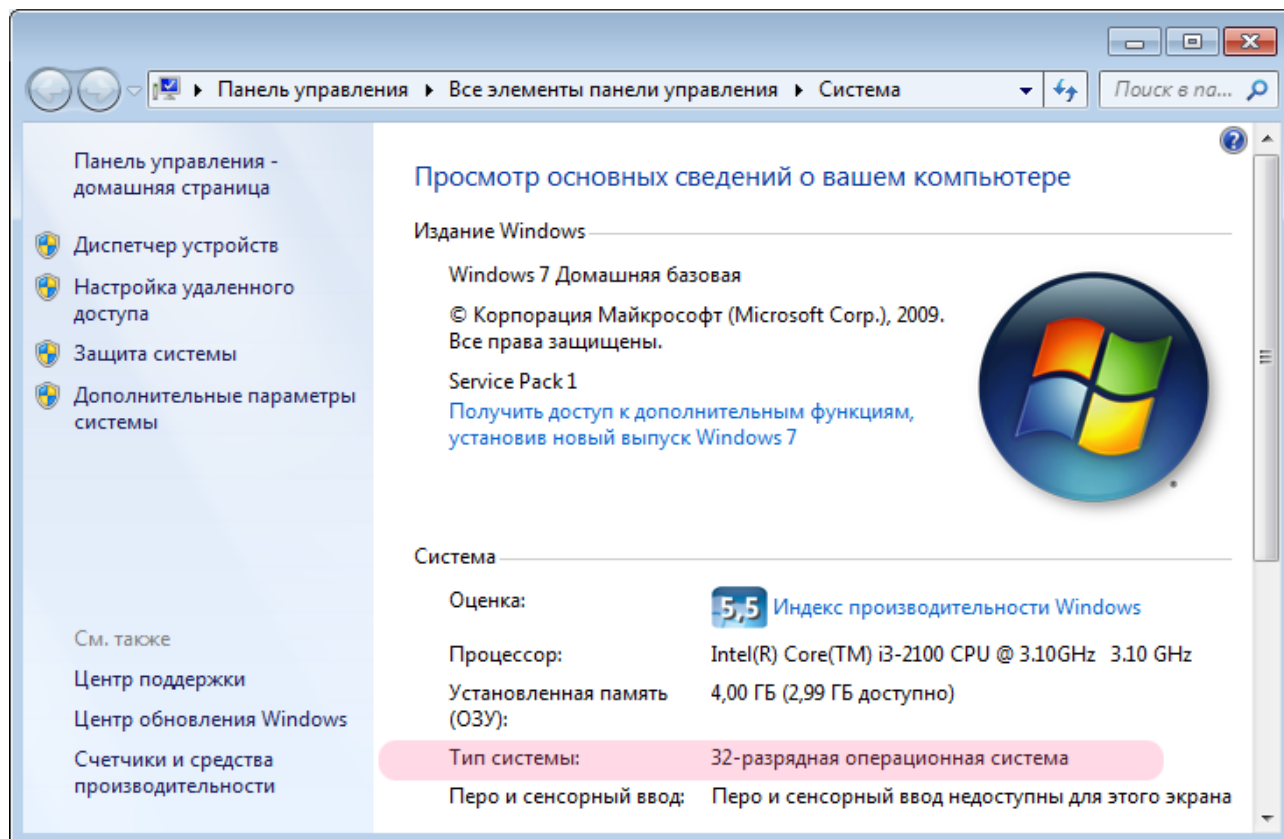 Панель управления ▸ Все элементы панели управления ▸ Система
Поиск в па...
Панель управления -
домашняя страница
Диспетчер устройств
Настройка удаленного
доступа
Защита системы
Дополнительные параметры
системы
См. также
Центр поддержки
Центр обновления Windows
Счетчики и средства
производительности
Просмотр основных сведений о вашем компьютере
Издание Windows
Windows 7 Домашняя базовая
© Корпорация Майкрософт (Microsoft Corp.), 2009.
Все права защищены.
Service Pack 1
Получить доступ к дополнительным функциям,
установив новый выпуск Windows 7
Система
Оценка: 5,5 Индекс производительности Windows
Процессор: Intel(R) Core(TM) i3-2100 CPU @ 3.10GHz 3.10 GHz
Установленная память 4,00 ГБ (2,99 ГБ доступно)
(ОЗУ):
Тип системы: 32-разрядная операционная система
Перо и сенсорный ввод: Перо и сенсорный ввод недоступны для этого экрана